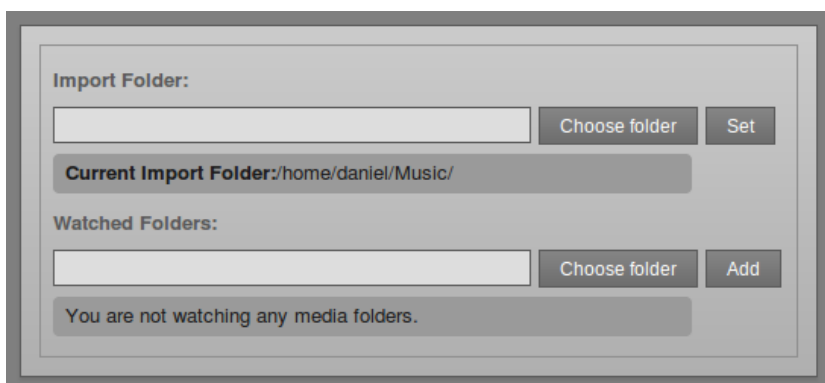 Import Folder:
Choose folder Set
Current Import Folder:/home/daniel/Music/
Watched Folders:
Choose folder Add
You are not watching any media folders.